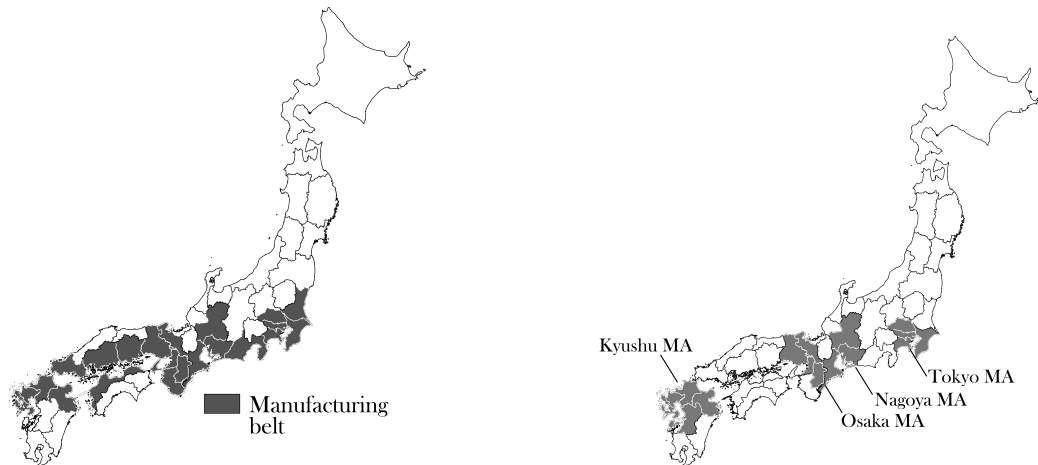 Manufacturing
belt
Kyushu MA
Tokyo MA
Nagoya MA
Osaka MA